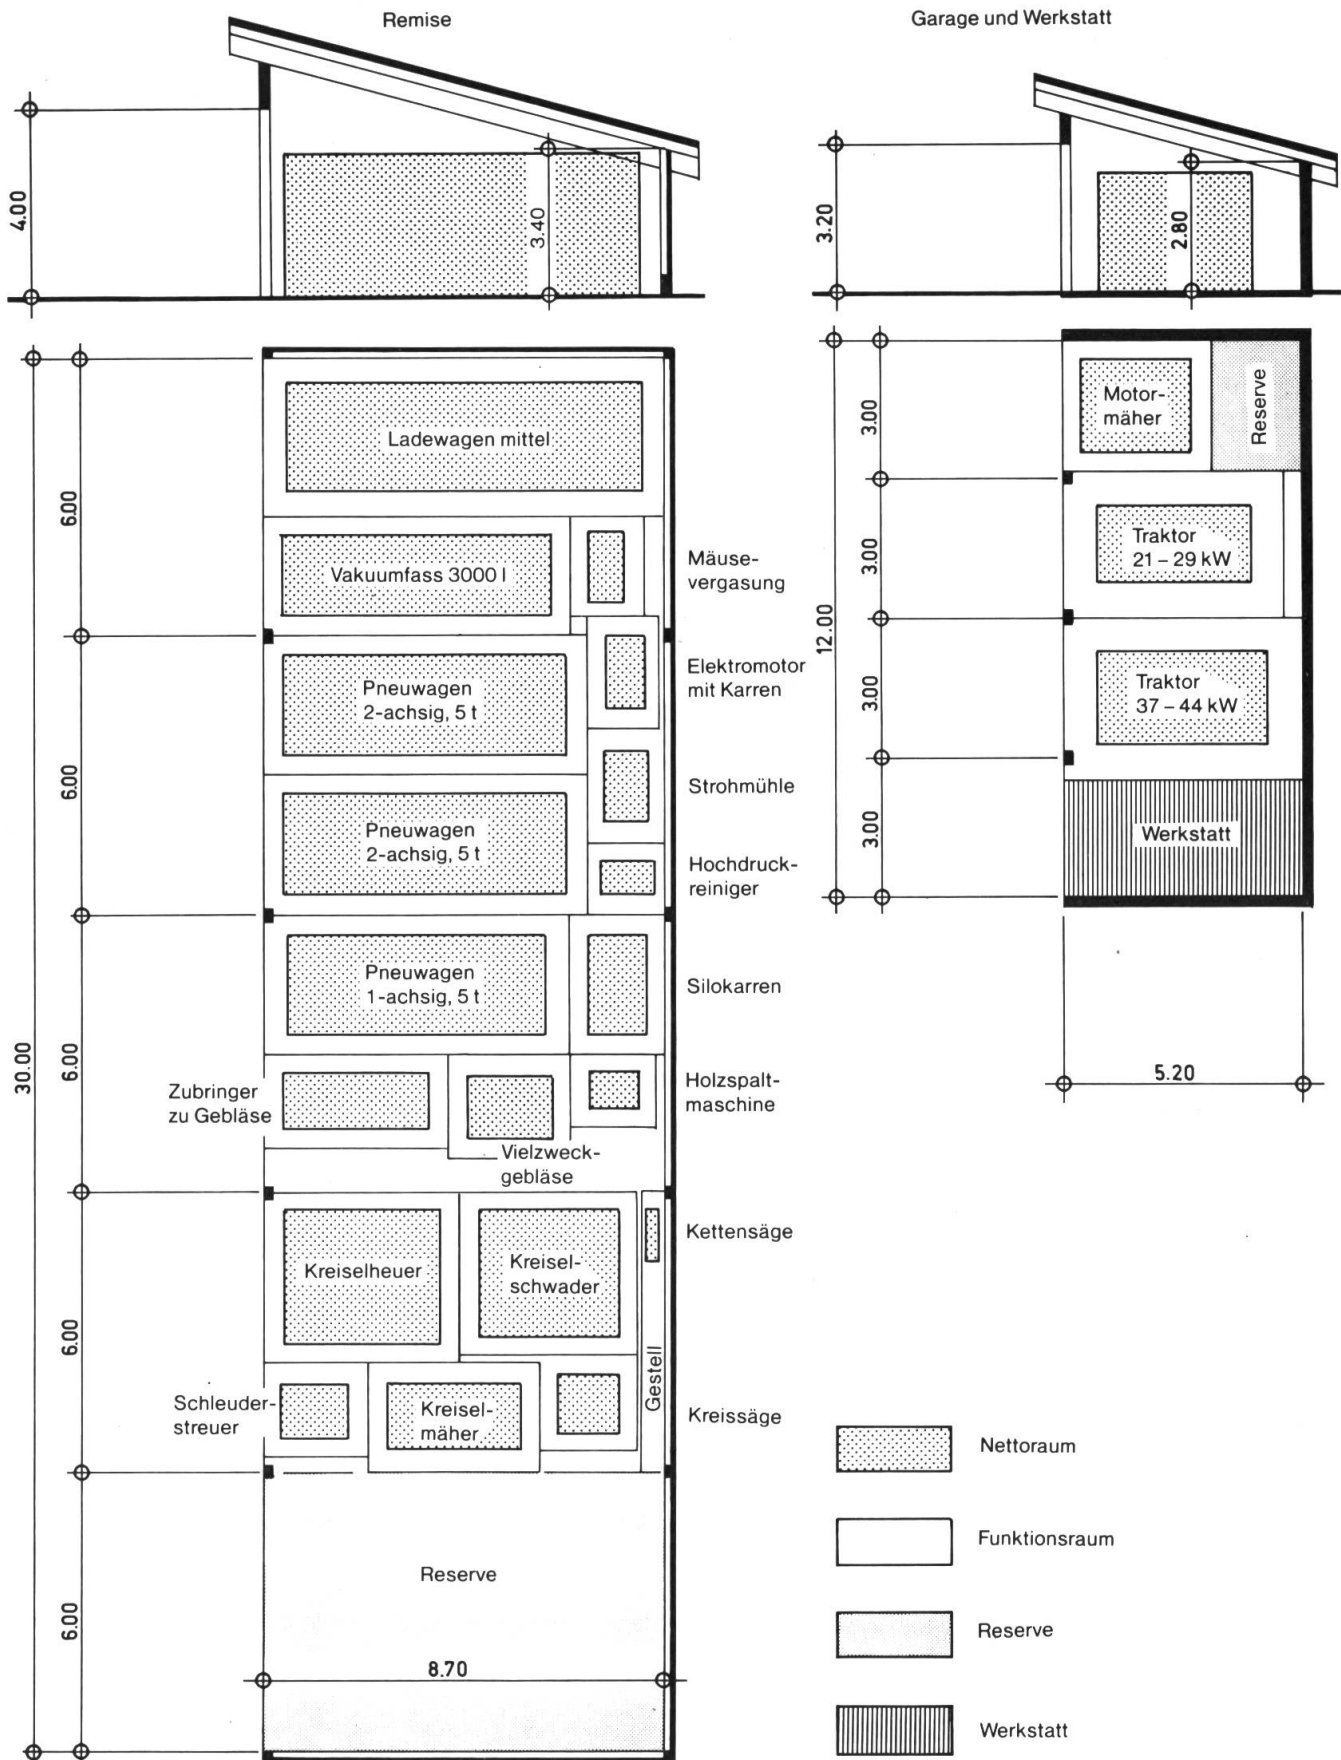 Remise
Garage und Werkstatt
4.00
3.40
3.20
2.80
30.00
6.00
6.00
6.00
6.00
6.00
Ladewagen mittel
Vakuumfass 3000 l
Mäuse-
vergasung
Pneuwagen
2-achsig, 5 t
Elektromotor
mit Karren
Strohmühle
Pneuwagen
2-achsig, 5 t
Hochdruck-
reiniger
Pneuwagen
1-achsig, 5 t
Silokarren
Zubringer
zu Gebläse
Vielzweck-
gebläse
Holzspalt-
maschine
Kreiselheuer
Kreisel-
schwader
Kettensäge
Gestell
Schleuder-
streuer
Kreisel-
mäher
Kreissäge
Reserve
8.70
12.00
3.00
3.00
3.00
3.00
Motor-
mäher
Reserve
Traktor
21 – 29 kW
Traktor
37 – 44 kW
Werkstatt
5.20
Nettoraum
Funktionsraum
Reserve
Werkstatt